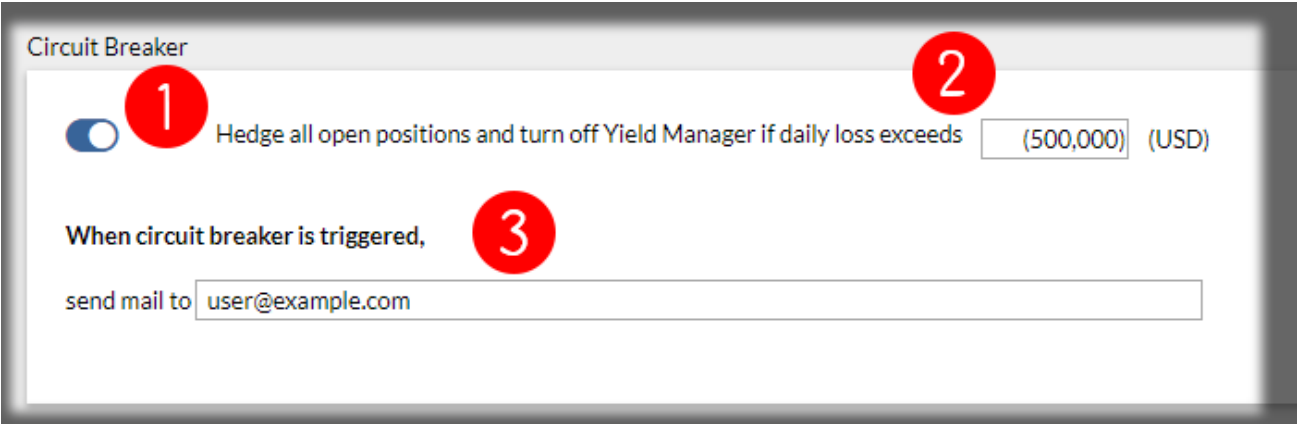 Circuit Breaker
1
2
Hedge all open positions and turn off Yield Manager if daily loss exceeds (500,000) (USD)
When circuit breaker is triggered,
3
send mail to user@example.com